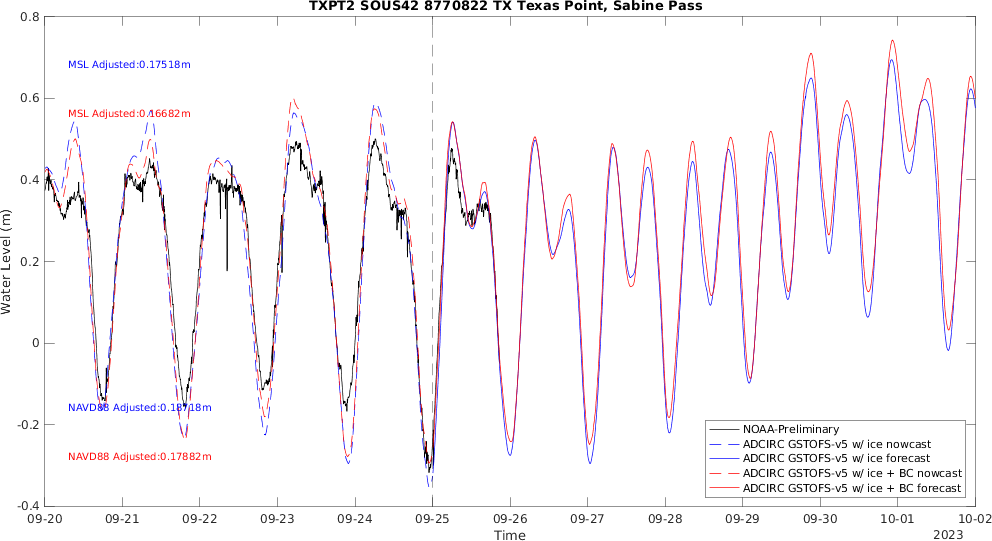 TXPT2 SOUS42 8770822 TX Texas Point, Sabine Pass
Water Level (m)
0.8
0.6
0.4
0.2
0
-0.2
-0.4
MSL Adjusted:0.17518m
MSL Adjusted:0.16682m
NAVD88 Adjusted:0.18718m
NAVD88 Adjusted:0.17882m
NOAA-Preliminary
ADCIRC GSTOFS-v5 w/ ice nowcast
ADCIRC GSTOFS-v5 w/ ice forecast
ADCIRC GSTOFS-v5 w/ ice + BC nowcast
ADCIRC GSTOFS-v5 w/ ice + BC forecast
09-20 09-21 09-22 09-23 09-24 09-25 09-26 09-27 09-28 09-29 09-30 10-01 10-02
Time
2023